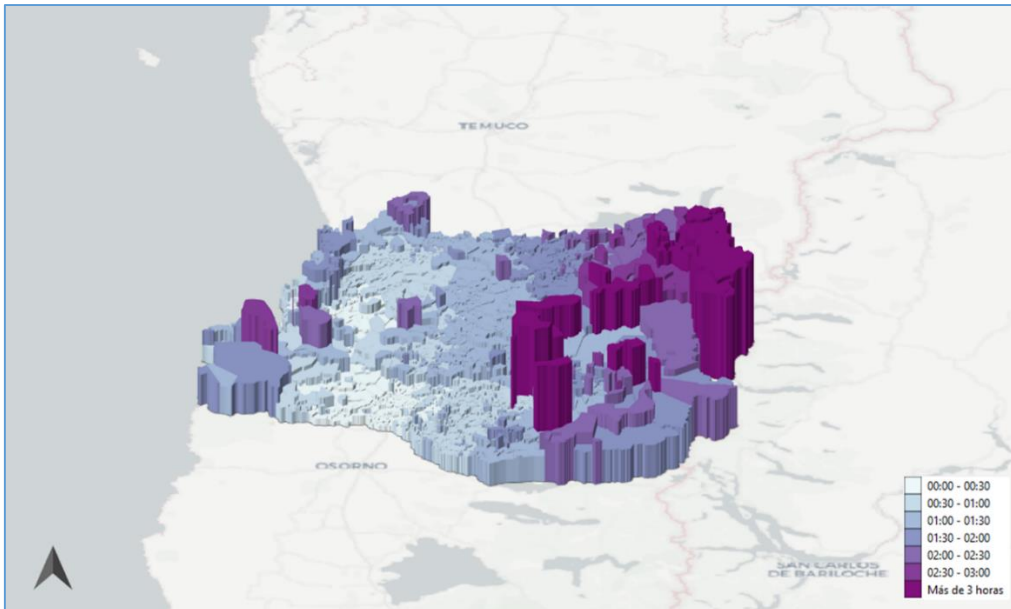 TEMUCO
OSORNO
00:00 - 00:30
00:30 - 01:00
01:00 - 01:30
01:30 - 02:00
02:00 - 02:30
02:30 - 03:00
Más de 3 horas
SAN CARLOS
DE BARILOCHE